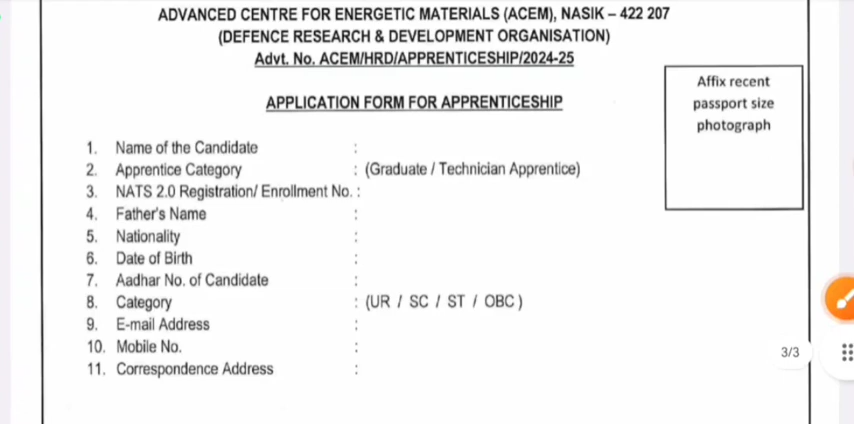 ADVANCED CENTRE FOR ENERGETIC MATERIALS (ACEM), NASIK – 422 207
(DEFENCE RESEARCH & DEVELOPMENT ORGANISATION)
Advt. No. ACEM/HRD/APPRENTICESHIP/2024-25
Affix recent
passport size
photograph
APPLICATION FORM FOR APPRENTICESHIP
1. Name of the Candidate :
2. Apprentice Category : (Graduate / Technician Apprentice)
3. NATS 2.0 Registration/ Enrollment No. :
4. Father's Name :
5. Nationality :
6. Date of Birth :
7. Aadhar No. of Candidate :
8. Category : (UR / SC / ST / OBC )
9. E-mail Address :
10. Mobile No. :
11. Correspondence Address :
3/3